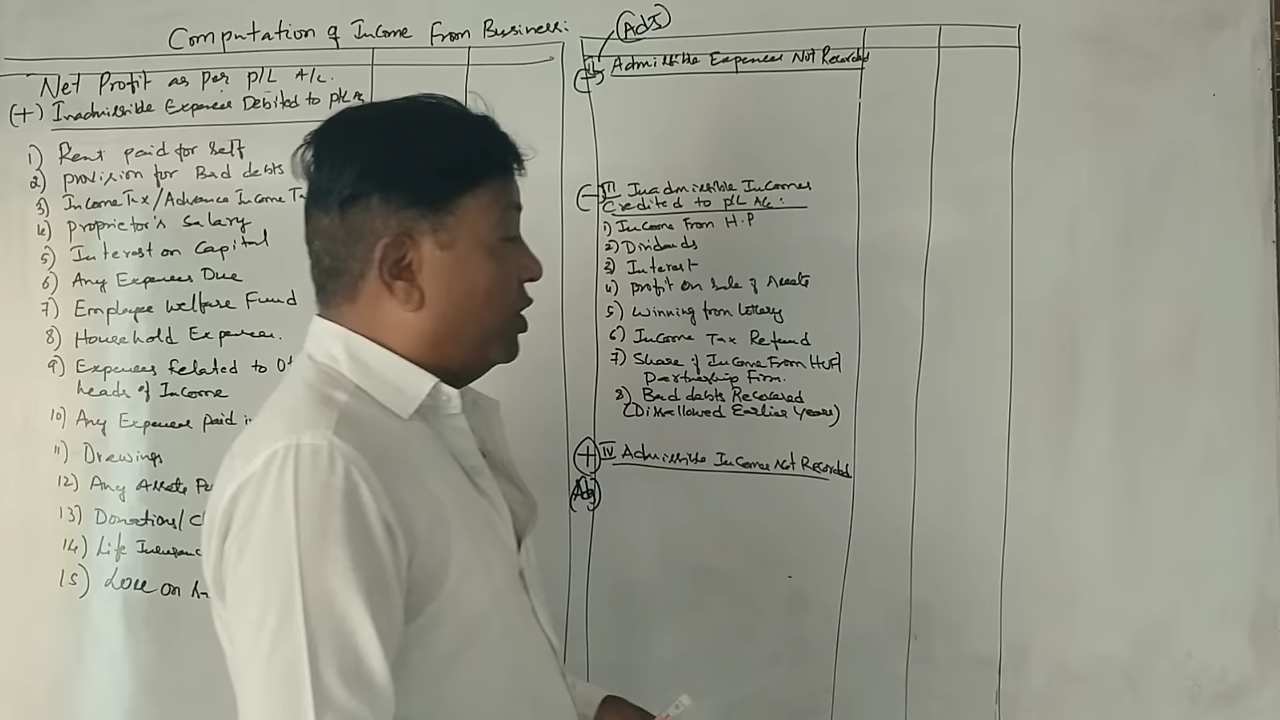 Computation of Income From Business:
Net Profit as per P/L A/c.
(+) Inadmissible Expenses Debited to P/L A/c
1) Rent paid for Self
2) Provision for Bad debts
3) Income Tax/Advance Income Ta
4) Proprietor's Salary
5) Interest on Capital
6) Any Expenses Due
7) Employee Welfare Fund
8) Household Expenses.
9) Expenses Related to Ot
heads of Income
10) Any Expenses Paid i
11) Drawings
12) Any Assets Pu
13) Donations/C
14) Life Insuranc
15) Loss on
(Adj)
(-) II Admissible Expenses Not Recorded
(-) III Inadmissible Incomes
Credited to P/L A/c:
1) Income From H.P
2) Dividends
3) Interest
4) Profit on Sale of Assets
5) Winning from Lottery
6) Income Tax Refund
7) Share of Income From HUF/
Partnership Firm.
8) Bad debts Recovered
(Disallowed Earlier Years)
(+) IV Admissible Income Not Recorded
(Adj)